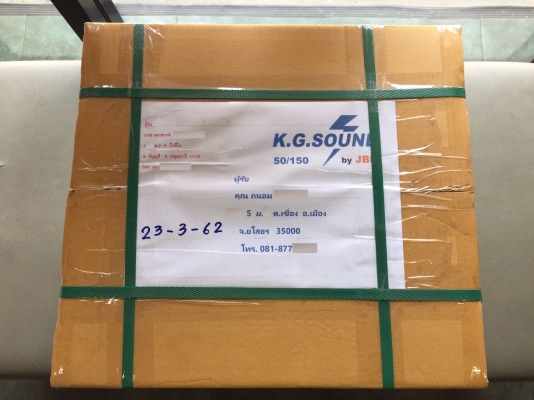 K.G.SOUND
50/150
by JBL
ผู้รับ
คุณ ถนอม
5 ม. ต.เขื่อง อ.เมือง
จ.ยโสธร 35000
โทร. 081-877
23-3-62